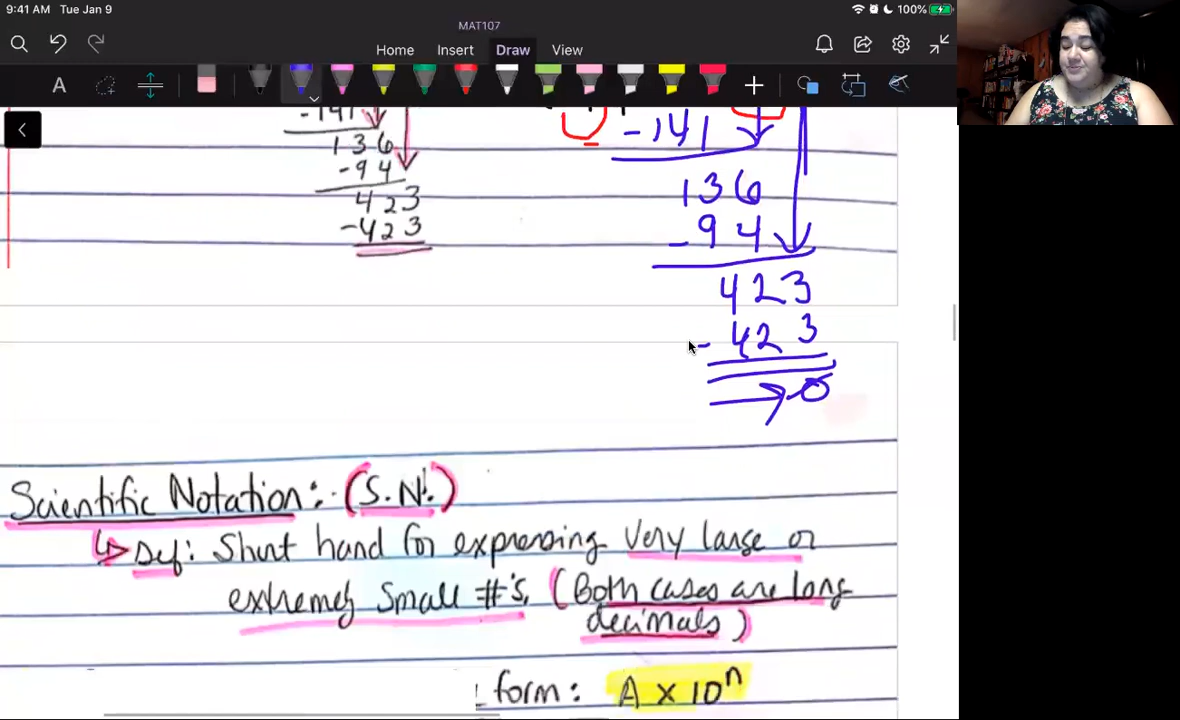 9:41 AM Tue Jan 9
100%
MAT107
Home Insert Draw View
A
-141
136
-94
423
-423
-141
136
-94
423
-423
0
Scientific Notation: (S.N.)
Def: Short hand for expressing very large or
extremely small #'s. (Both cases are long
decimals)
form: A × 10ⁿ